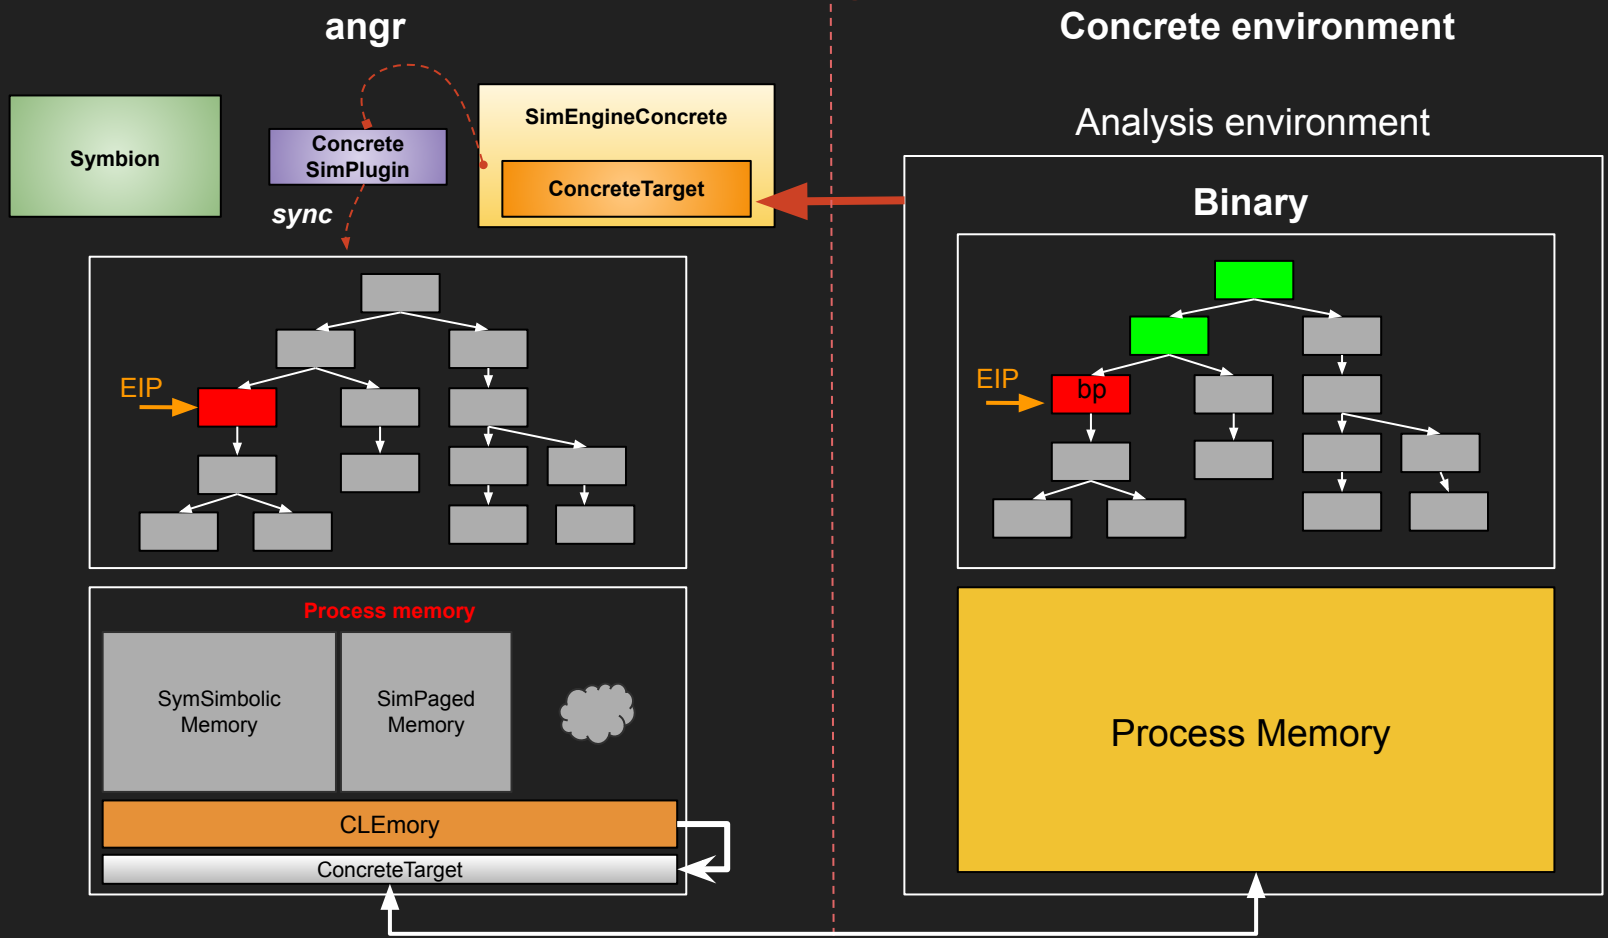 angr
Concrete environment
Symbion
Concrete
SimPlugin
SimEngineConcrete
ConcreteTarget
sync
Analysis environment
Binary
EIP
EIP
bp
Process memory
SymSimbolic
Memory
SimPaged
Memory
CLEmory
ConcreteTarget
Process Memory